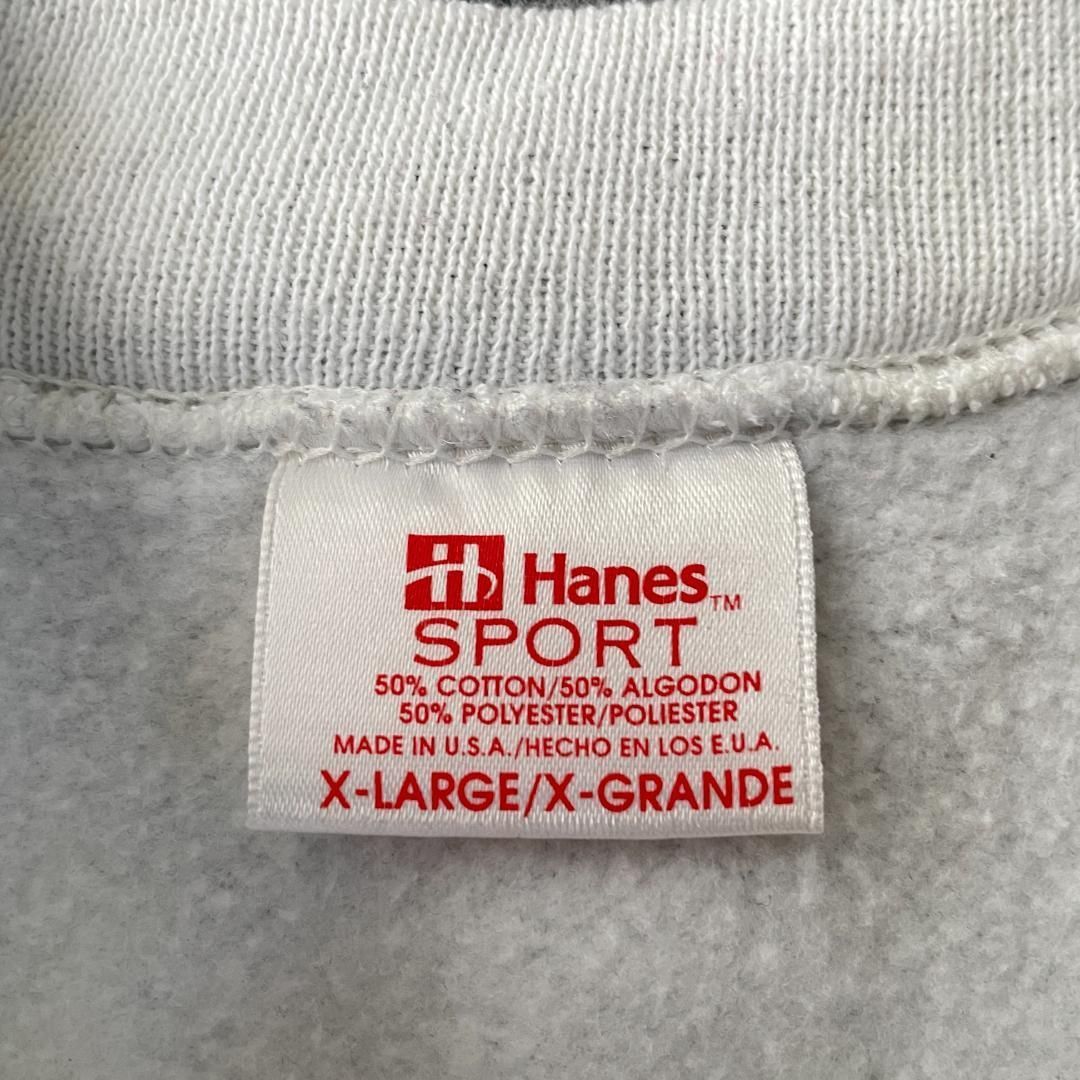 Hanes™
SPORT
50% COTTON/50% ALGODON
50% POLYESTER/POLIESTER
MADE IN U.S.A./HECHO EN LOS E.U.A.
X-LARGE/X-GRANDE